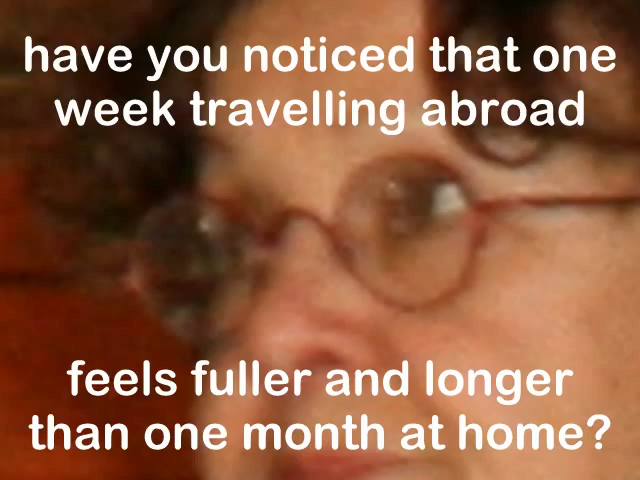 have you noticed that one
week travelling abroad
feels fuller and longer
than one month at home?